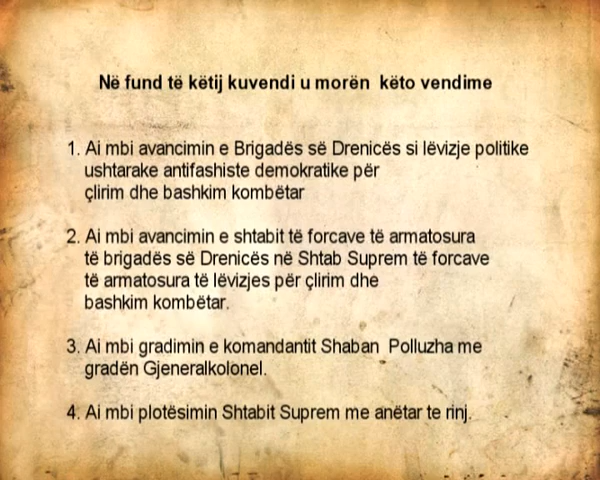 Në fund të këtij kuvendi u morën këto vendime
1. Ai mbi avancimin e Brigadës së Drenicës si lëvizje politike
ushtarake antifashiste demokratike për
çlirim dhe bashkim kombëtar
2. Ai mbi avancimin e shtabit të forcave të armatosura
të brigadës së Drenicës në Shtab Suprem të forcave
të armatosura të lëvizjes për çlirim dhe
bashkim kombëtar.
3. Ai mbi gradimin e komandantit Shaban Polluzha me
gradën Gjeneralkolonel.
4. Ai mbi plotësimin Shtabit Suprem me anëtar te rinj.